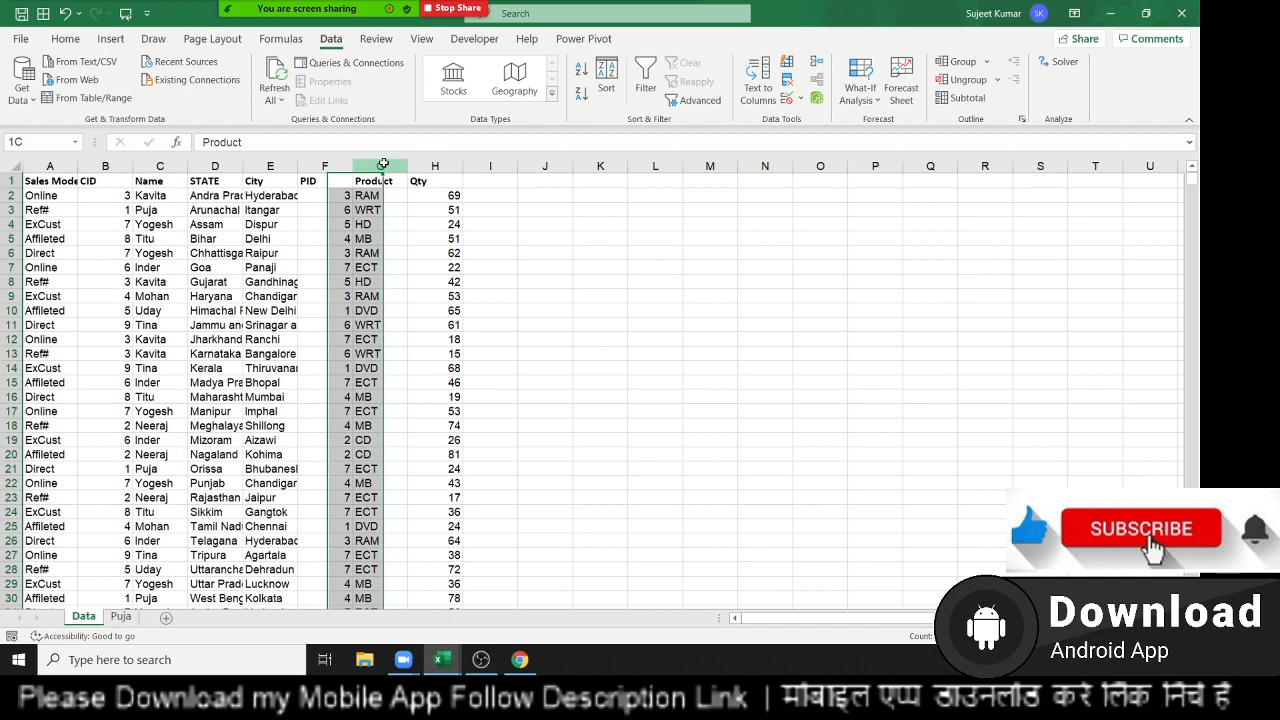 You are screen sharing Stop Share
Search
Sujeet Kumar SK
File Home Insert Draw Page Layout Formulas Data Review View Developer Help Power Pivot Share Comments
Get Data From Text/CSV Recent Sources
From Web Existing Connections
From Table/Range
Get & Transform Data
Refresh All Queries & Connections
Properties
Edit Links
Queries & Connections
Stocks Geography
Data Types
Sort Filter Clear
Reapply
Advanced
Sort & Filter
Text to Columns
What-If Analysis Forecast Sheet
Forecast
Group
Ungroup
Subtotal
Outline
Solver
Analyze
1C Product
A B C D E F G H I J K L M N O P Q R S T U
1 Sales Mode CID Name STATE City PID Product Qty
2 Online 3 Kavita Andra Prac Hyderabac 3 RAM 69
3 Ref# 1 Puja Arunachal Itangar 6 WRT 51
4 ExCust 7 Yogesh Assam Dispur 5 HD 24
5 Affileted 8 Titu Bihar Delhi 4 MB 51
6 Direct 7 Yogesh Chhattisga Raipur 3 RAM 62
7 Online 6 Inder Goa Panaji 7 ECT 22
8 Ref# 3 Kavita Gujarat Gandhinag 5 HD 42
9 ExCust 4 Mohan Haryana Chandigar 3 RAM 53
10 Affileted 5 Uday Himachal F New Delhi 1 DVD 65
11 Direct 9 Tina Jammu an Srinagar a 6 WRT 61
12 Online 3 Kavita Jharkhand Ranchi 7 ECT 18
13 Ref# 3 Kavita Karnataka Bangalore 6 WRT 15
14 ExCust 9 Tina Kerala Thiruvanar 1 DVD 68
15 Affileted 6 Inder Madya Pra Bhopal 7 ECT 46
16 Direct 8 Titu Maharasht Mumbai 4 MB 19
17 Online 7 Yogesh Manipur Imphal 7 ECT 53
18 Ref# 2 Neeraj Meghalaya Shillong 4 MB 74
19 ExCust 6 Inder Mizoram Aizawi 2 CD 26
20 Affileted 2 Neeraj Nagaland Kohima 2 CD 81
21 Direct 1 Puja Orissa Bhubanesl 7 ECT 24
22 Online 7 Yogesh Punjab Chandigar 4 MB 43
23 Ref# 2 Neeraj Rajasthan Jaipur 7 ECT 17
24 ExCust 8 Titu Sikkim Gangtok 7 ECT 36
25 Affileted 4 Mohan Tamil Nad Chennai 1 DVD 24
26 Direct 6 Inder Telagana Hyderabac 3 RAM 64
27 Online 9 Tina Tripura Agartala 7 ECT 38
28 Ref# 5 Uday Uttarancha Dehradun 7 ECT 72
29 ExCust 7 Yogesh Uttar Prad Lucknow 4 MB 36
30 Affileted 1 Puja West Beng Kolkata 4 MB 78
SUBSCRIBE
Data Puja
Accessibility: Good to go Count:
Download
Android App
Type here to search
Please Download my Mobile App Follow Description Link | मोबाइल एप्प डाउनलोड करे लिंक निचे है